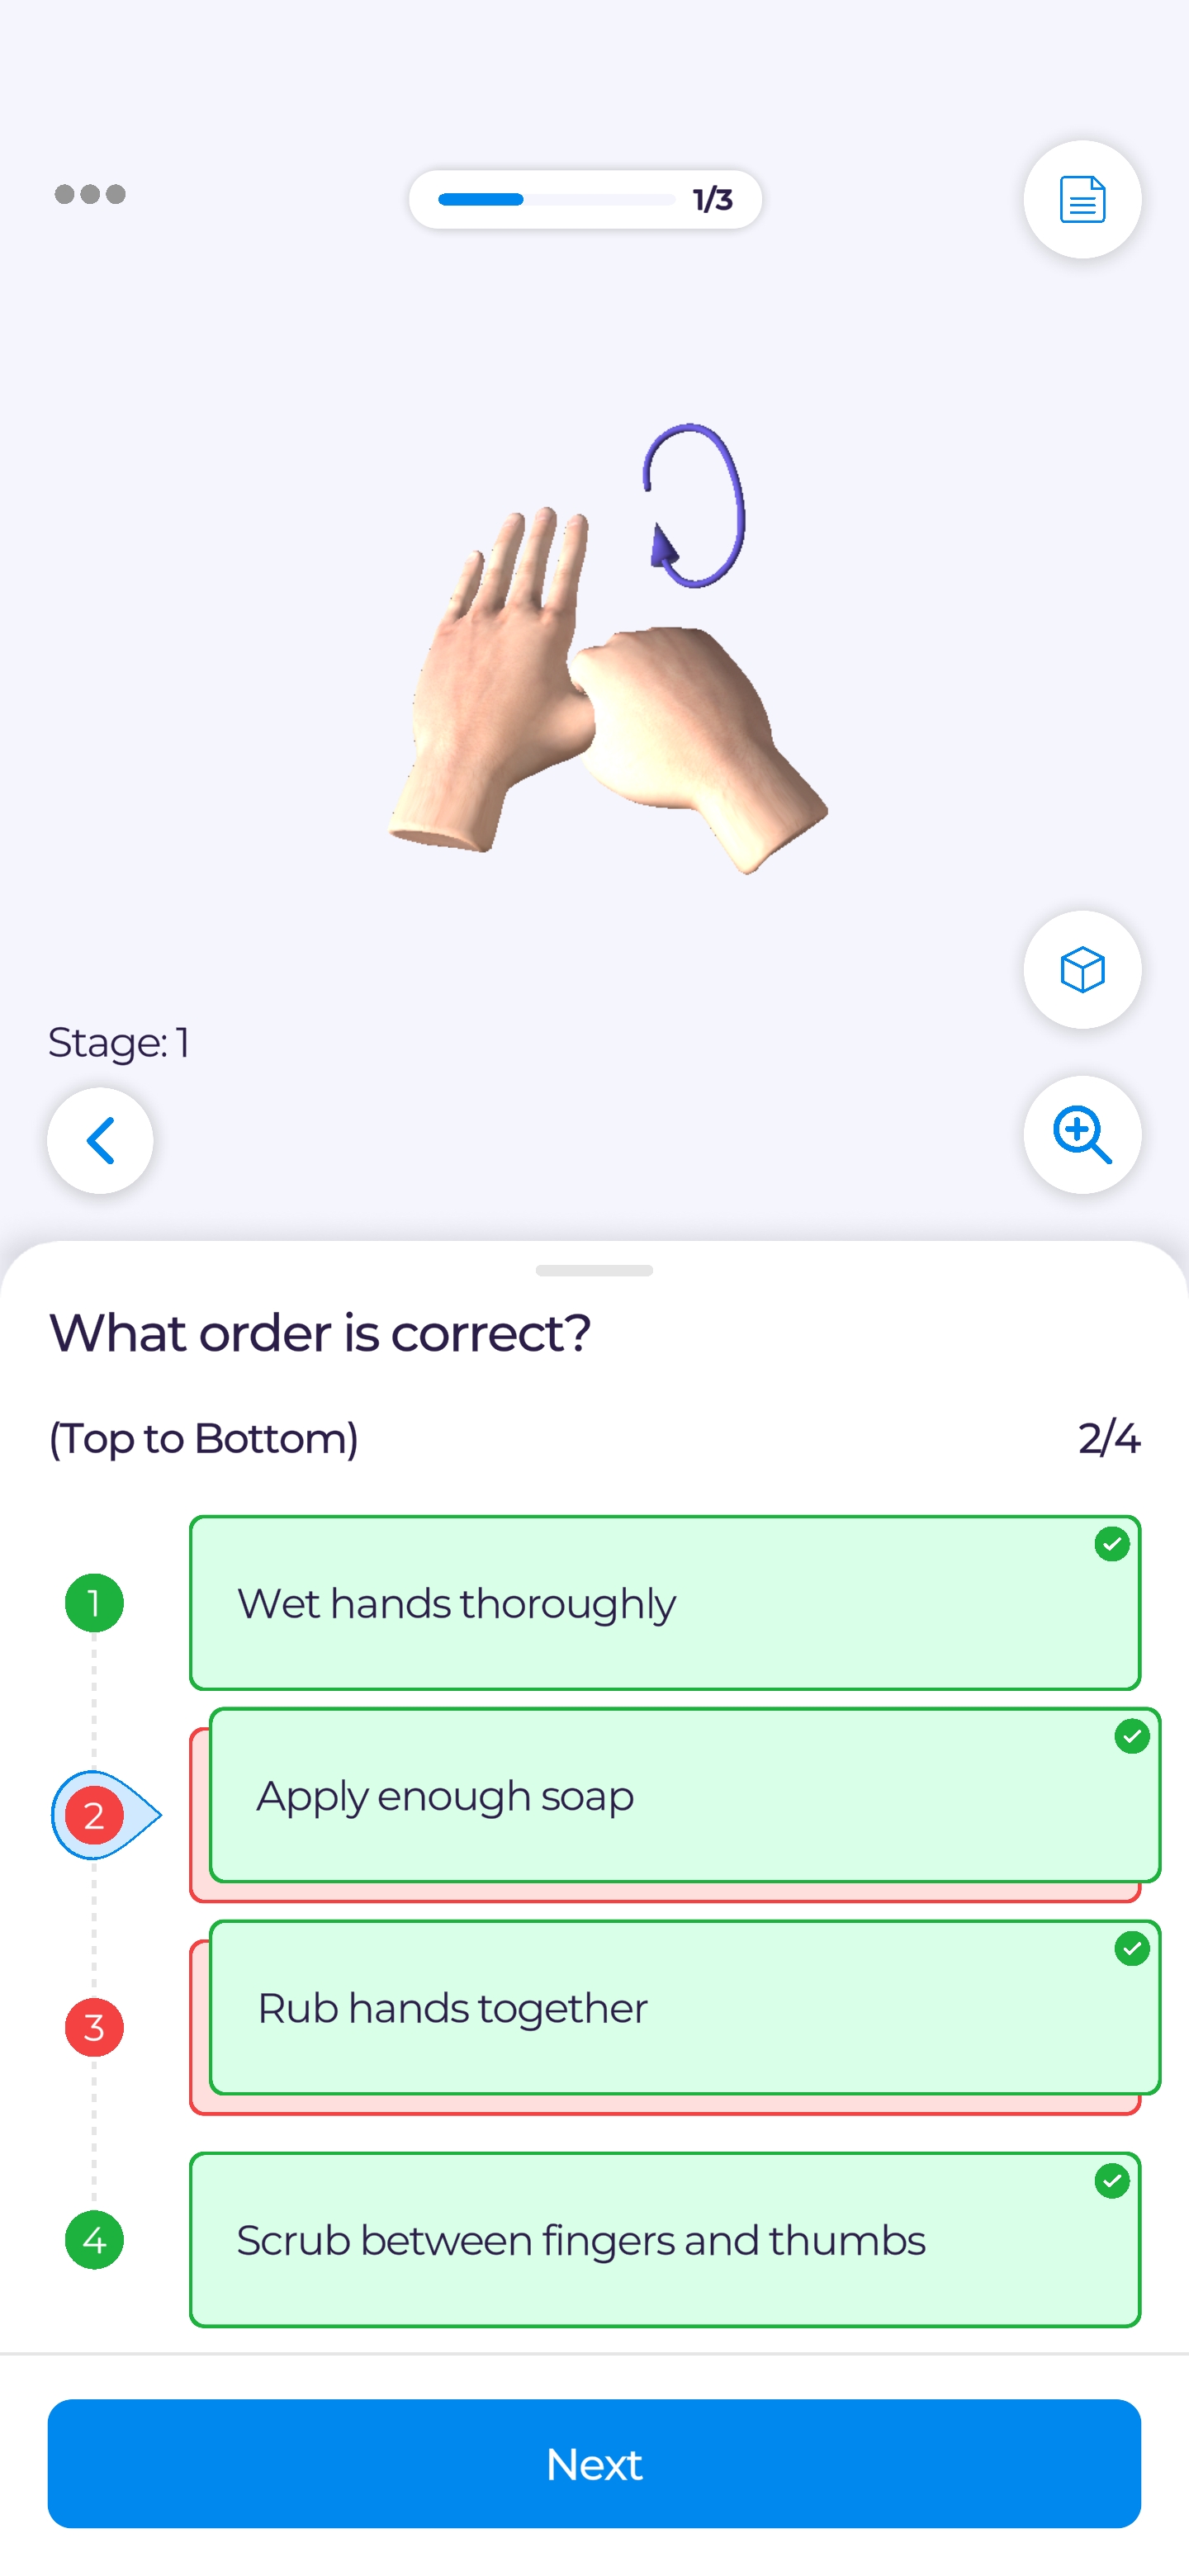 1/3
Stage: 1
What order is correct?
(Top to Bottom) 2/4
1 Wet hands thoroughly
2 Apply enough soap
3 Rub hands together
4 Scrub between fingers and thumbs
Next